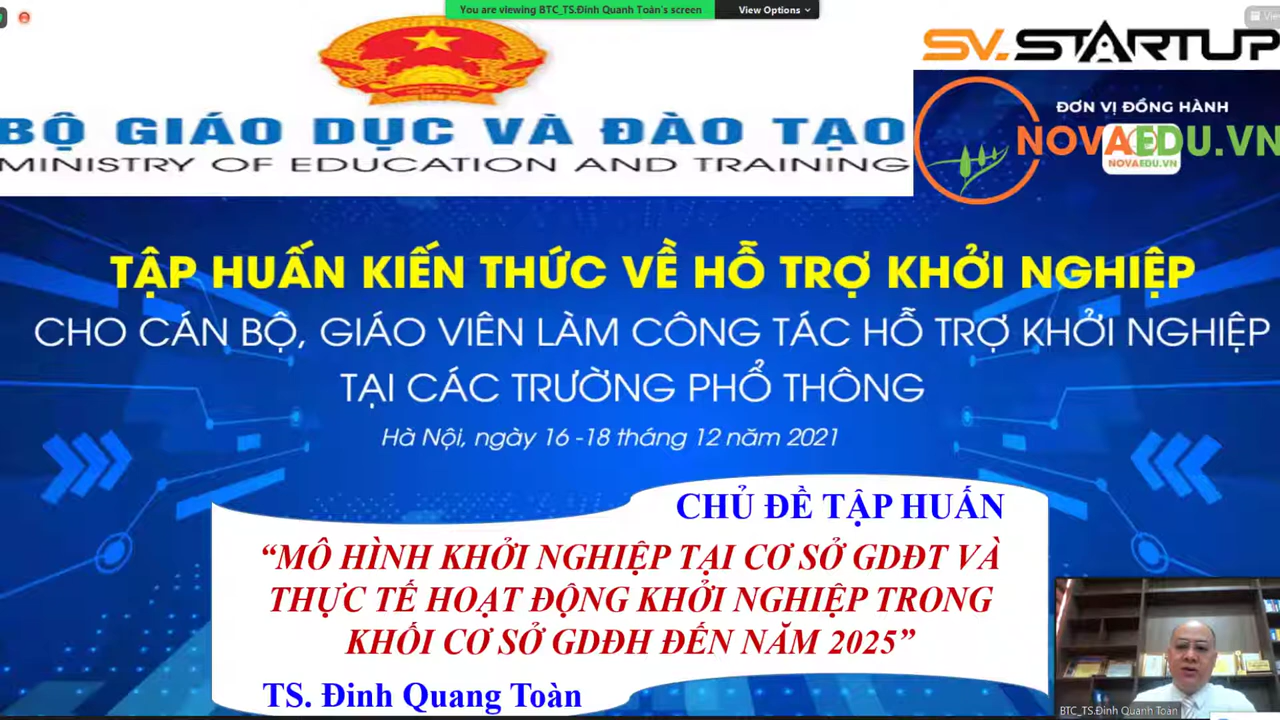 You are viewing BTC_TS.Đinh Quanh Toàn's screen
View Options
BỘ GIÁO DỤC VÀ ĐÀO TẠO
MINISTRY OF EDUCATION AND TRAINING
SV.STARTUP
ĐƠN VỊ ĐỒNG HÀNH
NOVAEDU.VN
NOVAEDU.VN
TẬP HUẤN KIẾN THỨC VỀ HỖ TRỢ KHỞI NGHIỆP
CHO CÁN BỘ, GIÁO VIÊN LÀM CÔNG TÁC HỖ TRỢ KHỞI NGHIỆP
TẠI CÁC TRƯỜNG PHỔ THÔNG
Hà Nội, ngày 16 -18 tháng 12 năm 2021
CHỦ ĐỀ TẬP HUẤN
“MÔ HÌNH KHỞI NGHIỆP TẠI CƠ SỞ GDĐT VÀ
THỰC TẾ HOẠT ĐỘNG KHỞI NGHIỆP TRONG
KHỐI CƠ SỞ GDĐH ĐẾN NĂM 2025”
TS. Đinh Quang Toàn
BTC_TS.Đinh Quanh Toàn